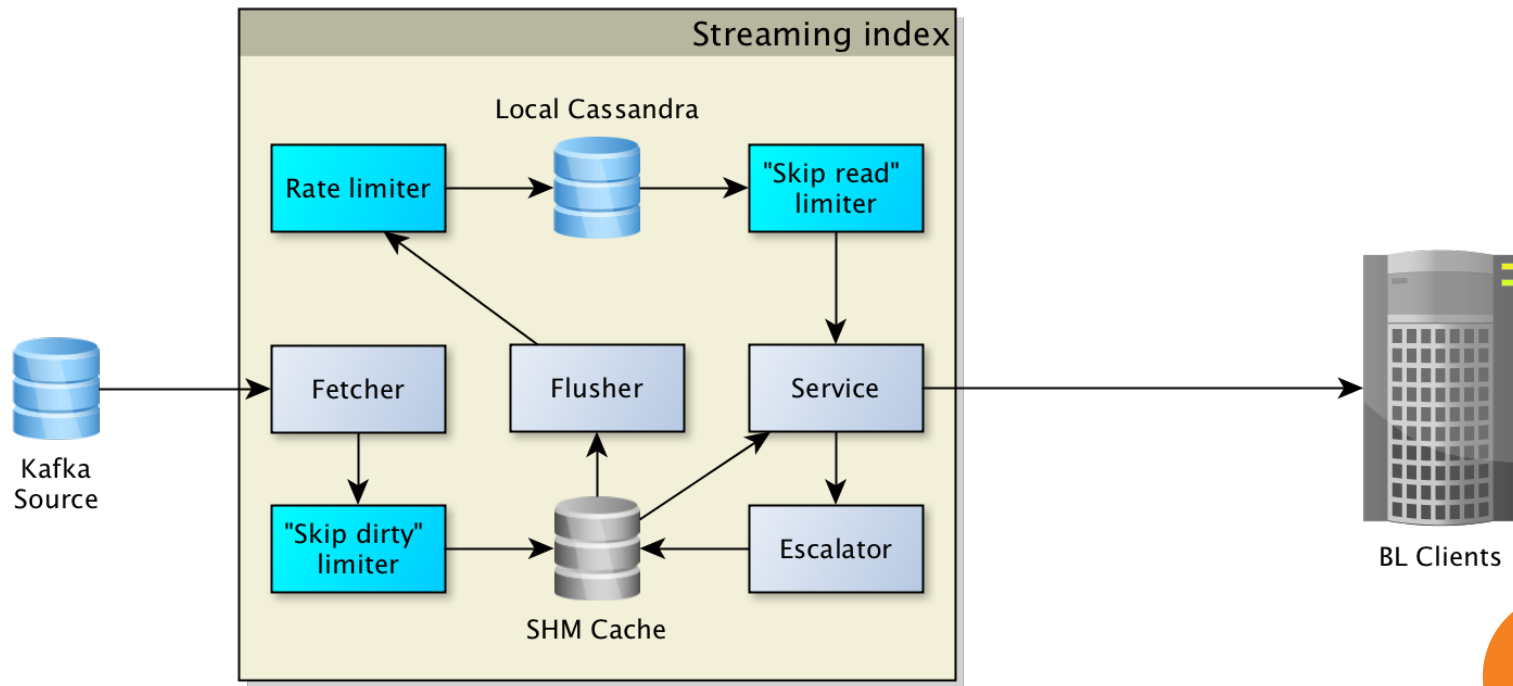 Streaming index
Local Cassandra
Rate limiter
"Skip read"
limiter
Fetcher
Flusher
Service
Kafka
Source
"Skip dirty"
limiter
Escalator
SHM Cache
BL Clients